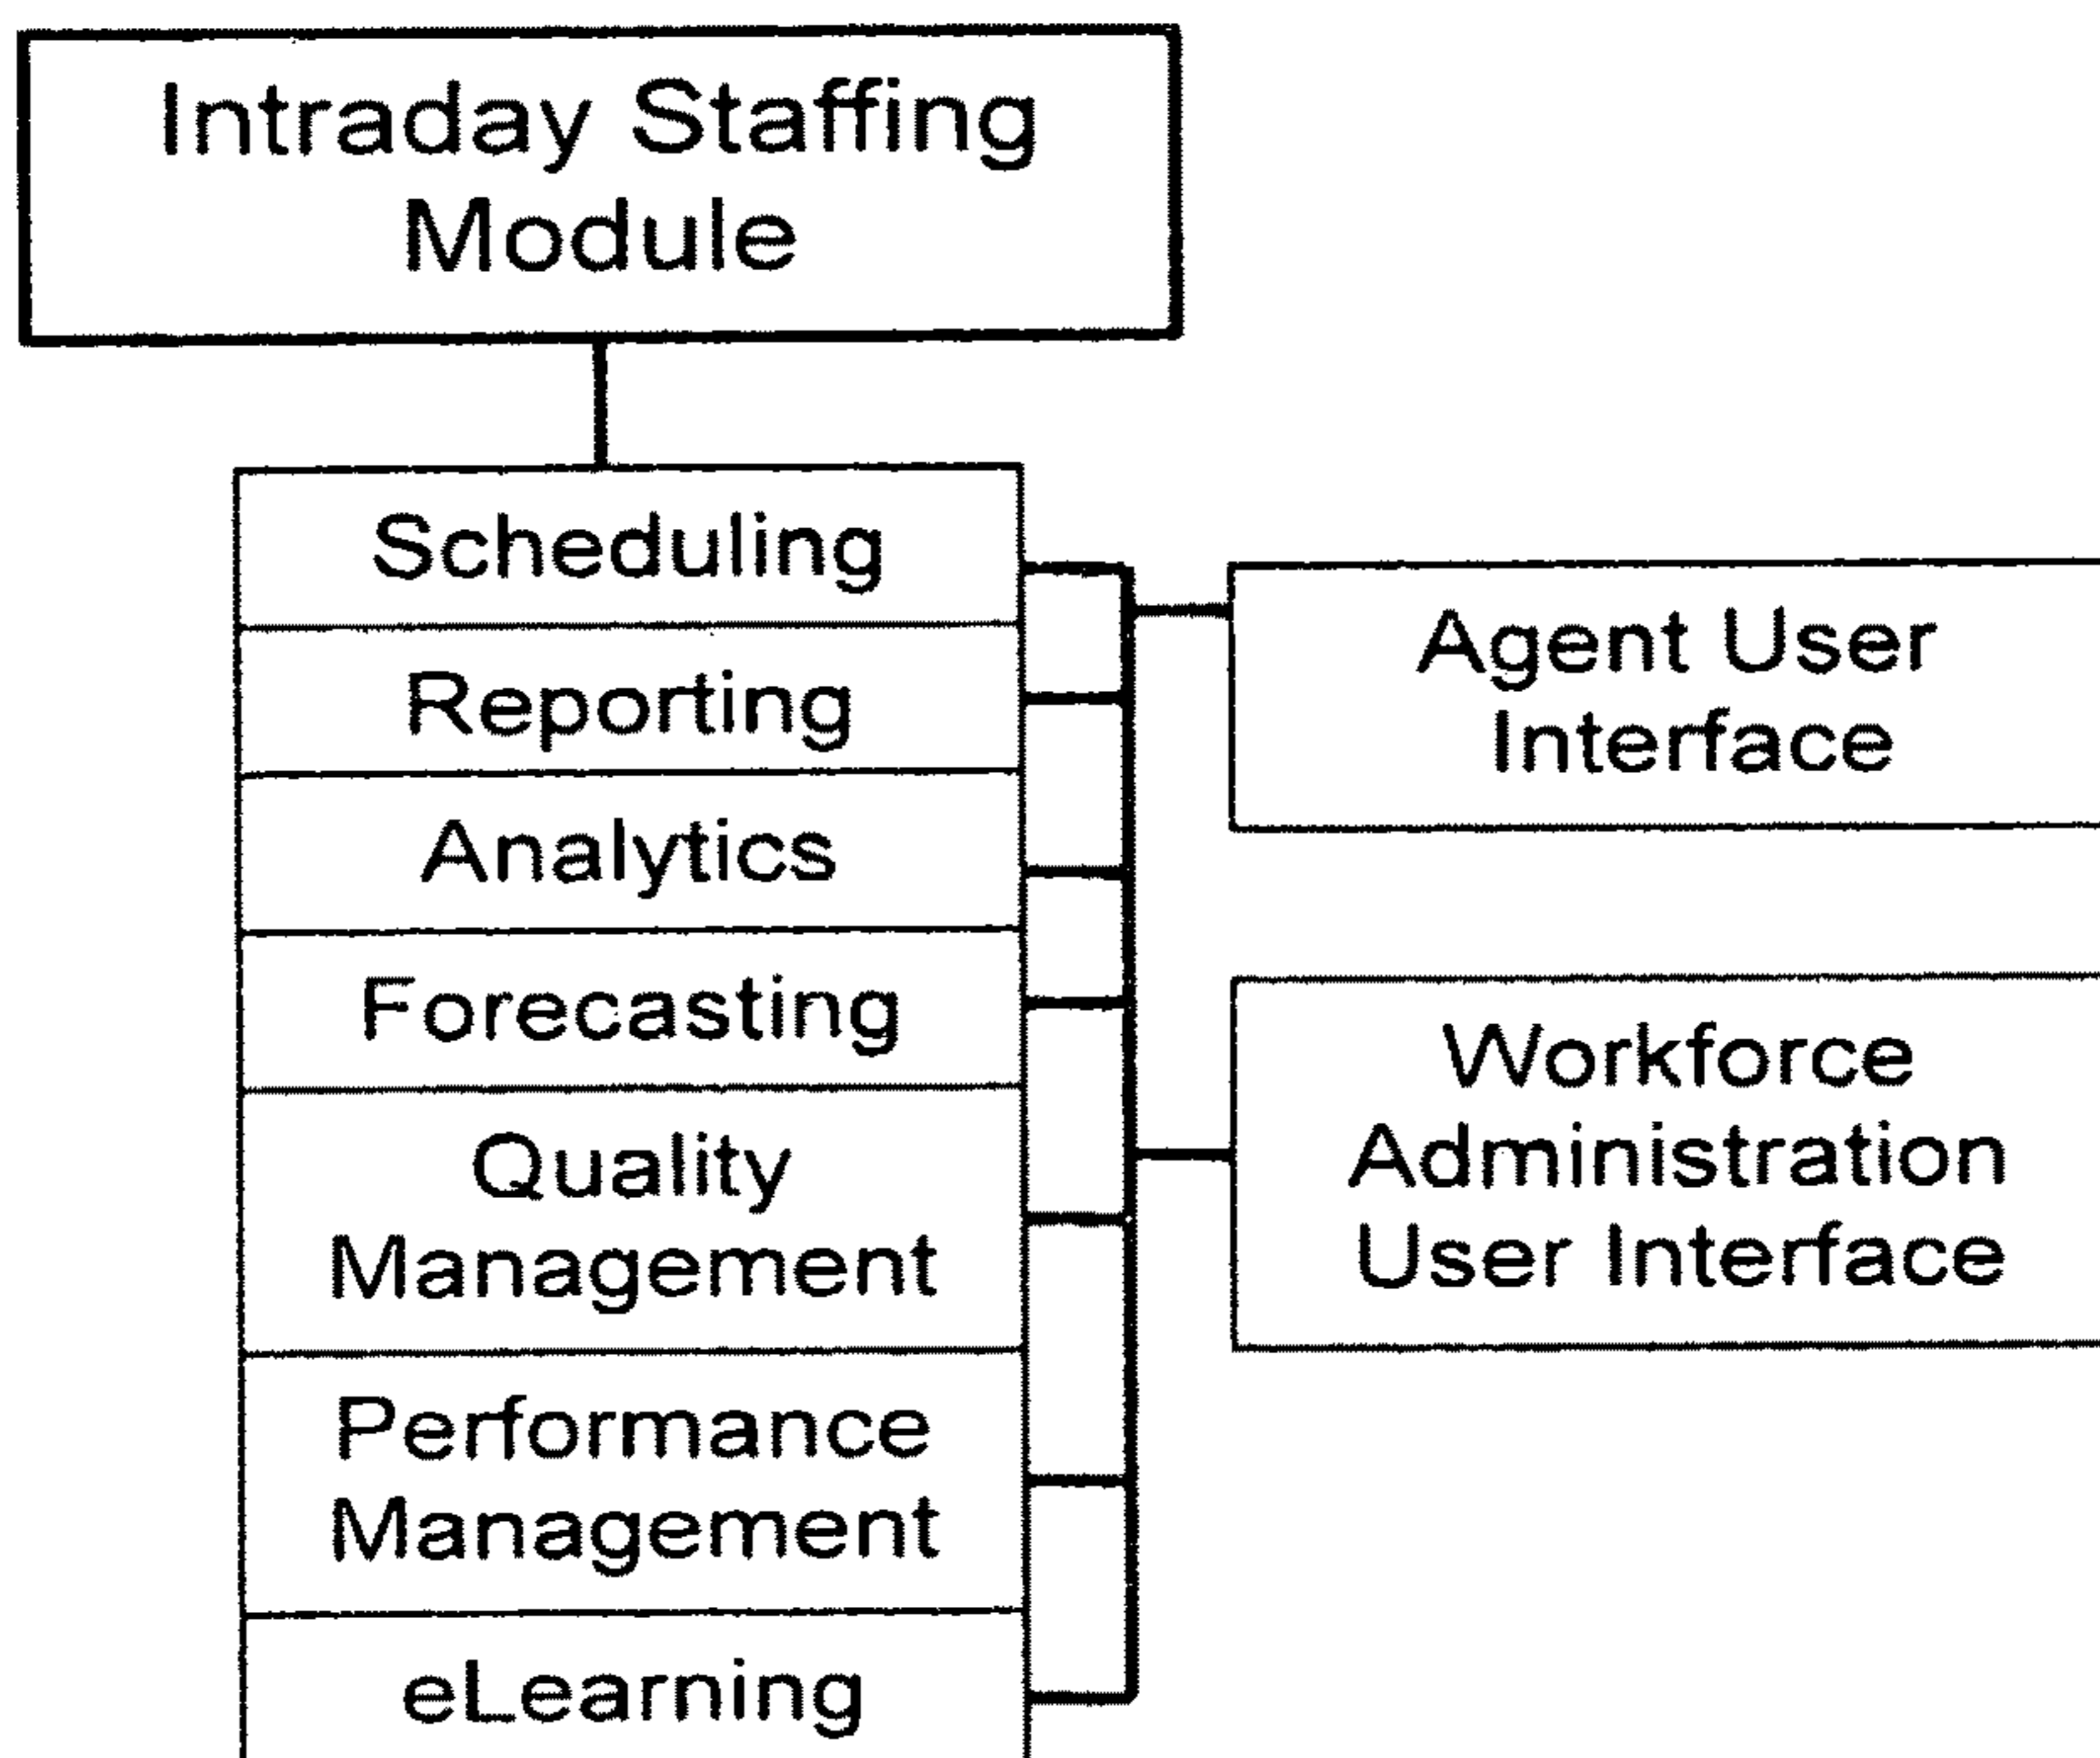 Intraday Staffing
Module
Scheduling
Reporting
Analytics
Forecasting
Quality
Management
Performance
Management
eLearning
Agent User
Interface
Workforce
Administration
User Interface